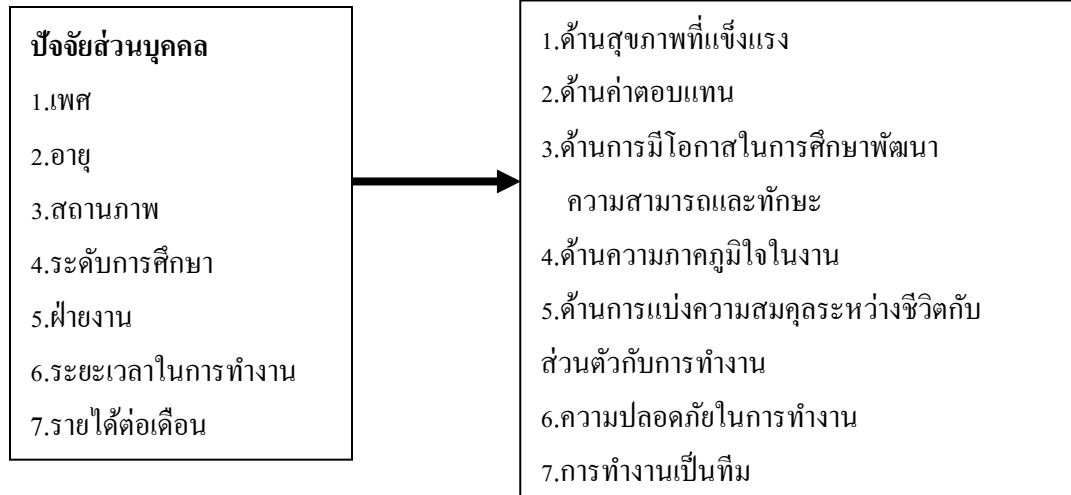 ปัจจัยส่วนบุคคล
1.เพศ
2.อายุ
3.สถานภาพ
4.ระดับการศึกษา
5.ฝ่ายงาน
6.ระยะเวลาในการทำงาน
7.รายได้ต่อเดือน
1.ด้านสุขภาพที่แข็งแรง
2.ด้านค่าตอบแทน
3.ด้านการมีโอกาสในการศึกษาพัฒนา
ความสามารถและทักษะ
4.ด้านความภาคภูมิใจในงาน
5.ด้านการแบ่งความสมคุลระหว่างชีวิตกับ
ส่วนตัวกับการทำงาน
6.ความปลอดภัยในการทำงาน
7.การทำงานเป็นทีม